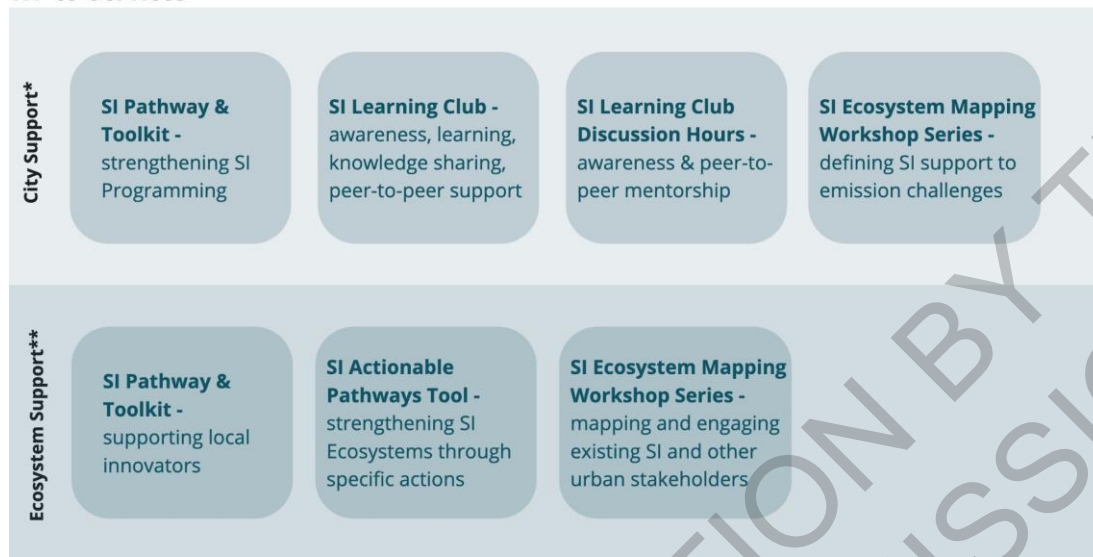 City Support*
SI Pathway &
Toolkit -
strengthening SI
Programming
SI Learning Club -
awareness, learning,
knowledge sharing,
peer-to-peer support
SI Learning Club
Discussion Hours -
awareness & peer-to-
peer mentorship
SI Ecosystem Mapping
Workshop Series -
defining SI support to
emission challenges
Ecosystem Support**
SI Pathway &
Toolkit -
supporting local
innovators
SI Actionable
Pathways Tool -
strengthening SI
Ecosystems through
specific actions
SI Ecosystem Mapping
Workshop Series -
mapping and engaging
existing SI and other
urban stakeholders